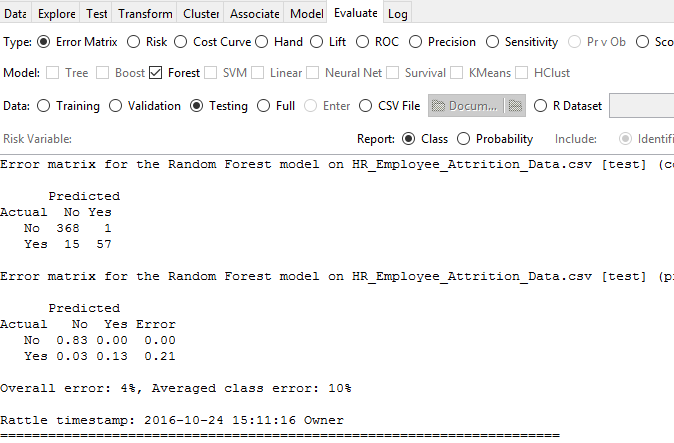 Data Explore Test Transform Cluster Associate Model Evaluate Log
Type: Error Matrix Risk Cost Curve Hand Lift ROC Precision Sensitivity Pr v Ob Sco
Model: Tree Boost Forest SVM Linear Neural Net Survival KMeans HClust
Data: Training Validation Testing Full Enter CSV File Docum... R Dataset
Risk Variable: Report: Class Probability Include: Identifi
Error matrix for the Random Forest model on HR_Employee_Attrition_Data.csv [test] (co
Predicted
Actual No Yes
No 368 1
Yes 15 57
Error matrix for the Random Forest model on HR_Employee_Attrition_Data.csv [test] (p
Predicted
Actual No Yes Error
No 0.83 0.00 0.00
Yes 0.03 0.13 0.21
Overall error: 4%, Averaged class error: 10%
Rattle timestamp: 2016-10-24 15:11:16 Owner
======================================================================